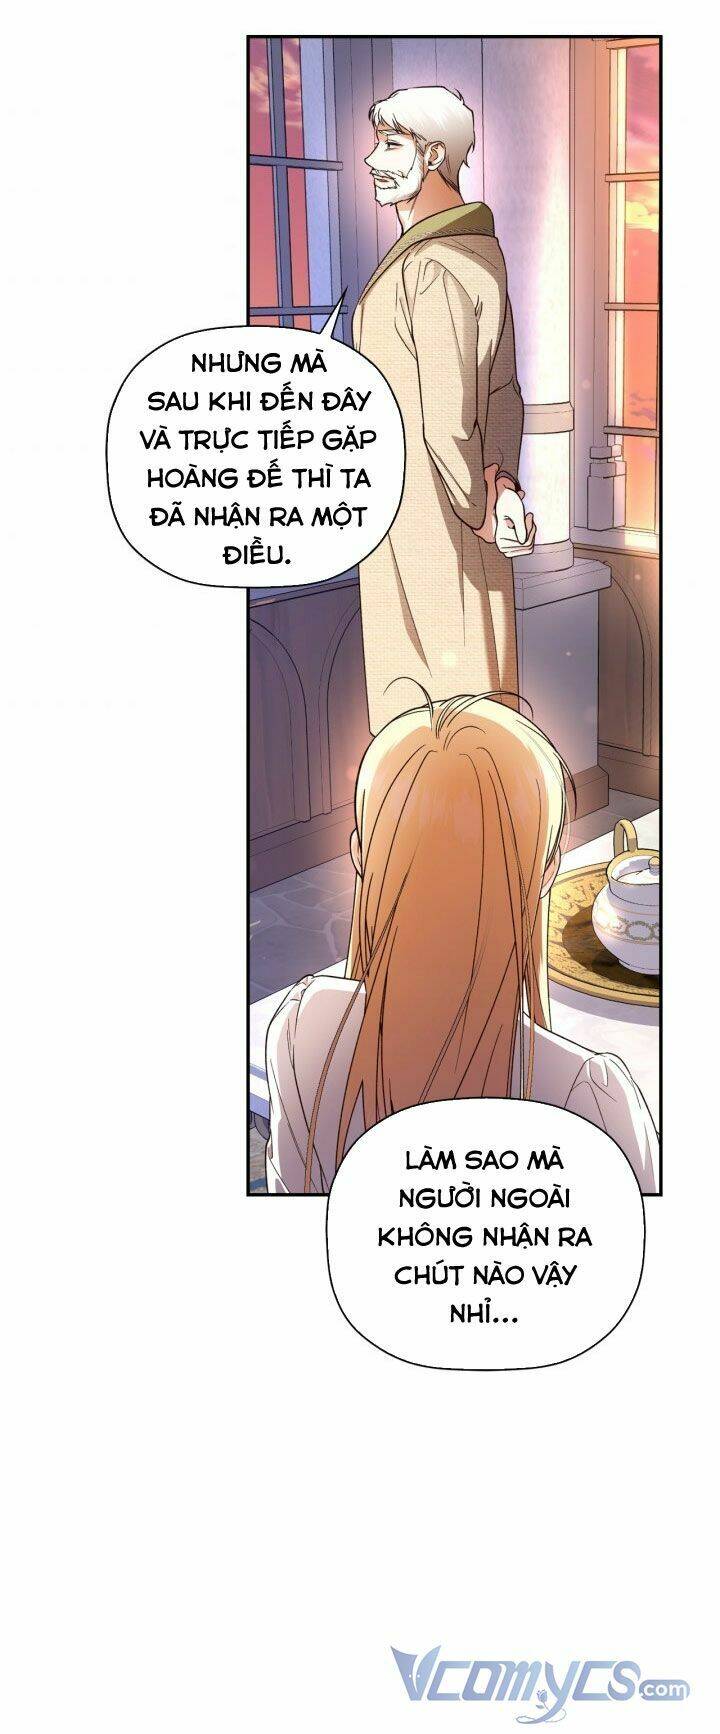 NHƯNG MÀ
SAU KHI ĐẾN ĐÂY
VÀ TRỰC TIẾP GẶP
HOÀNG ĐẾ THÌ TA
ĐÃ NHẬN RA MỘT
ĐIỀU.
LÀM SAO MÀ
NGƯỜI NGOÀI
KHÔNG NHẬN RA
CHÚT NÀO VẬY
NHỈ...
VCOMYCS.com